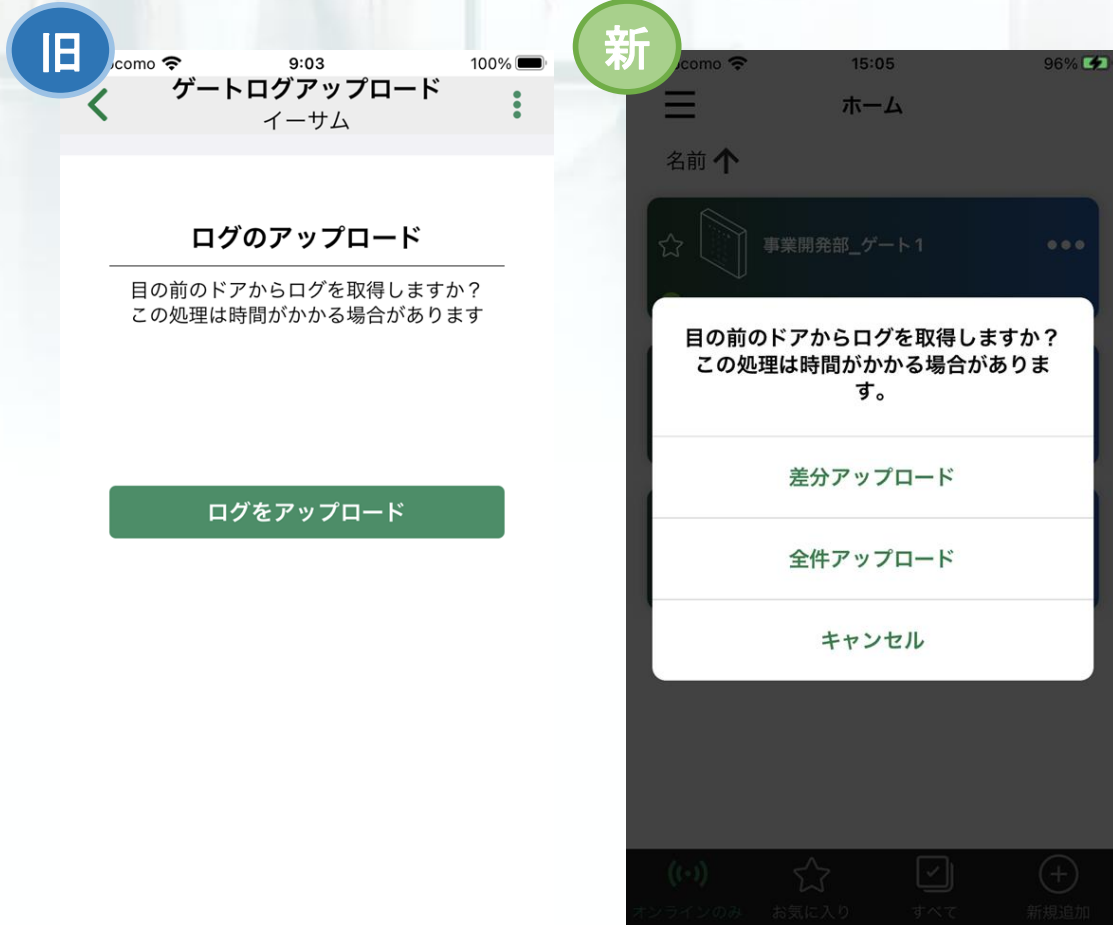 旧
ocomo
9:03
100%
ゲートログアップロード
イーサム
ログのアップロード
目の前のドアからログを取得しますか？
この処理は時間がかかる場合があります
ログをアップロード
新
ocomo
15:05
96%
ホーム
名前
事業開発部_ゲート1
目の前のドアからログを取得しますか？
この処理は時間がかかる場合がありま
す。
差分アップロード
全件アップロード
キャンセル
オンラインのみ
お気に入り
すべて
新規追加